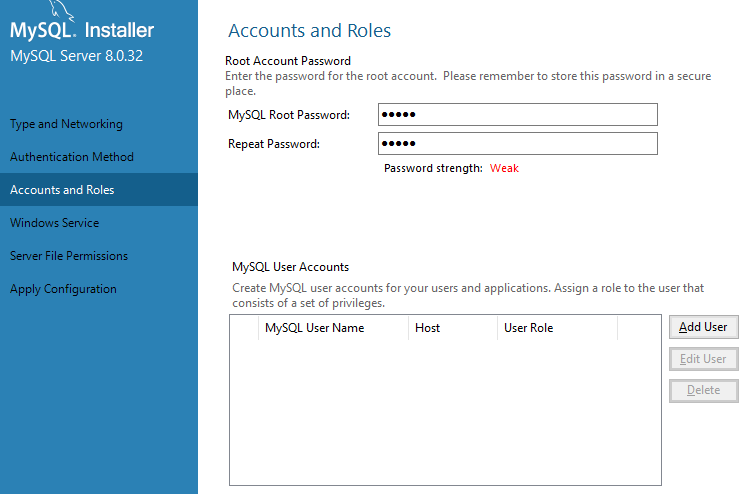 MySQL. Installer
MySQL Server 8.0.32
Type and Networking
Authentication Method
Accounts and Roles
Windows Service
Server File Permissions
Apply Configuration
Accounts and Roles
Root Account Password
Enter the password for the root account.  Please remember to store this password in a secure
place.
MySQL Root Password: •••••
Repeat Password: •••••
Password strength: Weak
MySQL User Accounts
Create MySQL user accounts for your users and applications. Assign a role to the user that
consists of a set of privileges.
MySQL User Name Host User Role
Add User
Edit User
Delete